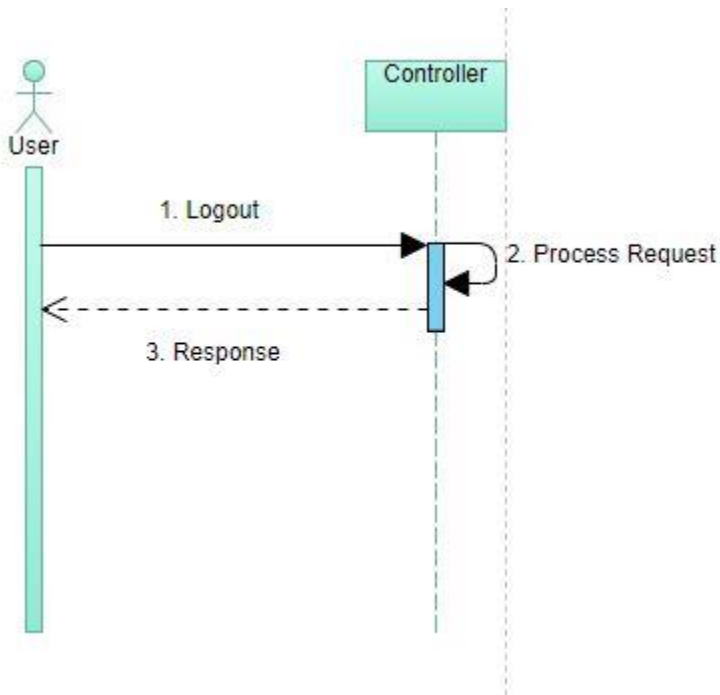 Controller
User
1. Logout
2. Process Request
3. Response